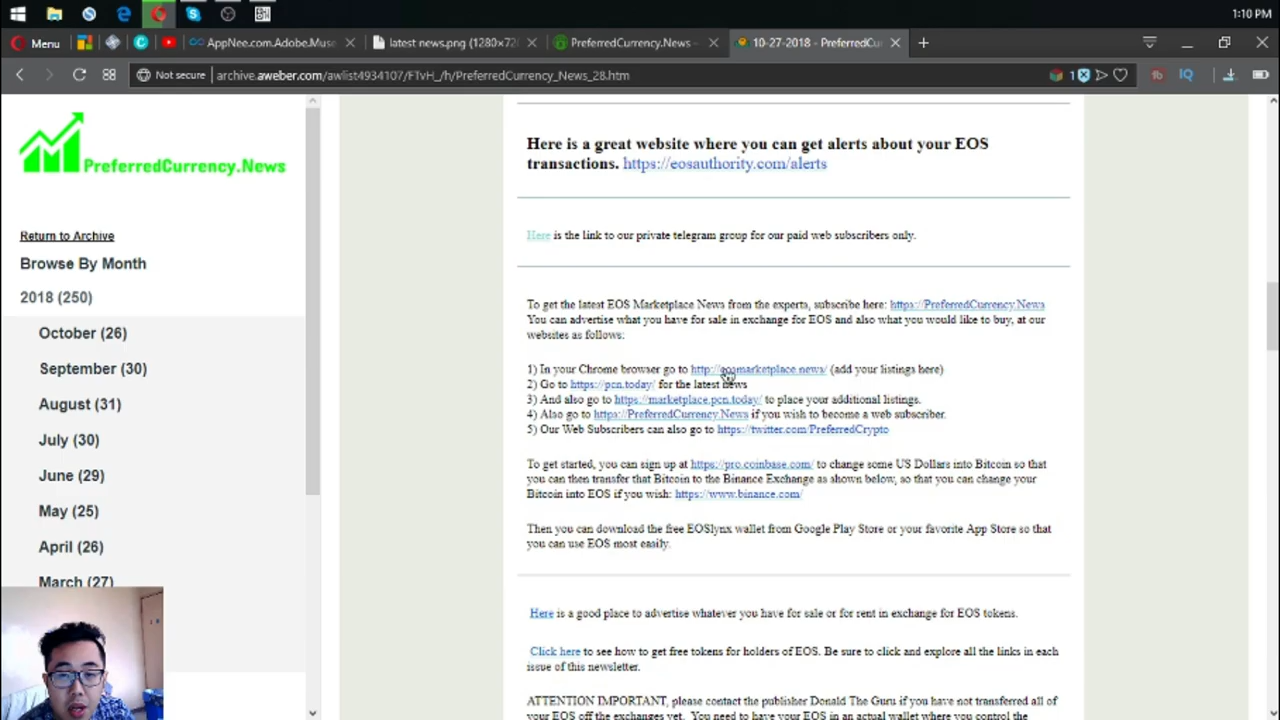 1:10 PM
Menu
AppNee.com.Adobe.Muse
latest news.png (1280×72
PreferredCurrency.News -
10-27-2018 - PreferredCu
Not secure
archive.aweber.com/awlist4934107/FTvH_/h/PreferredCurrency_News_28.htm
1
IQ
PreferredCurrency.News
Return to Archive
Browse By Month
2018 (250)
October (26)
September (30)
August (31)
July (30)
June (29)
May (25)
April (26)
March (27)
Here is a great website where you can get alerts about your EOS
transactions. https://eosauthority.com/alerts
Here is the link to our private telegram group for our paid web subscribers only.
To get the latest EOS Marketplace News from the experts, subscribe here: https://PreferredCurrency.News
You can advertise what you have for sale in exchange for EOS and also what you would like to buy, at our
websites as follows:
1) In your Chrome browser go to http://eosmarketplace.news/ (add your listings here)
2) Go to https://pcn.today/ for the latest news
3) And also go to https://marketplace.pcn.today/ to place your additional listings.
4) Also go to https://PreferredCurrency.News if you wish to become a web subscriber.
5) Our Web Subscribers can also go to https://twitter.com/PreferredCrypto
To get started, you can sign up at https://pro.coinbase.com/ to change some US Dollars into Bitcoin so that
you can then transfer that Bitcoin to the Binance Exchange as shown below, so that you can change your
Bitcoin into EOS if you wish: https://www.binance.com/
Then you can download the free EOSlynx wallet from Google Play Store or your favorite App Store so that
you can use EOS most easily.
Here is a good place to advertise whatever you have for sale or for rent in exchange for EOS tokens.
Click here to see how to get free tokens for holders of EOS. Be sure to click and explore all the links in each
issue of this newsletter.
ATTENTION IMPORTANT, please contact the publisher Donald The Guru if you have not transferred all of
your EOS off the exchanges yet. You need to have your EOS in an actual wallet where you control the